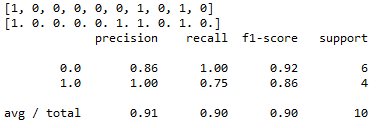 [1, 0, 0, 0, 0, 0, 1, 0, 1, 0]
[1. 0. 0. 0. 0. 1. 1. 0. 1. 0.]
precision recall f1-score support
0.0 0.86 1.00 0.92 6
1.0 1.00 0.75 0.86 4
avg / total 0.91 0.90 0.90 10